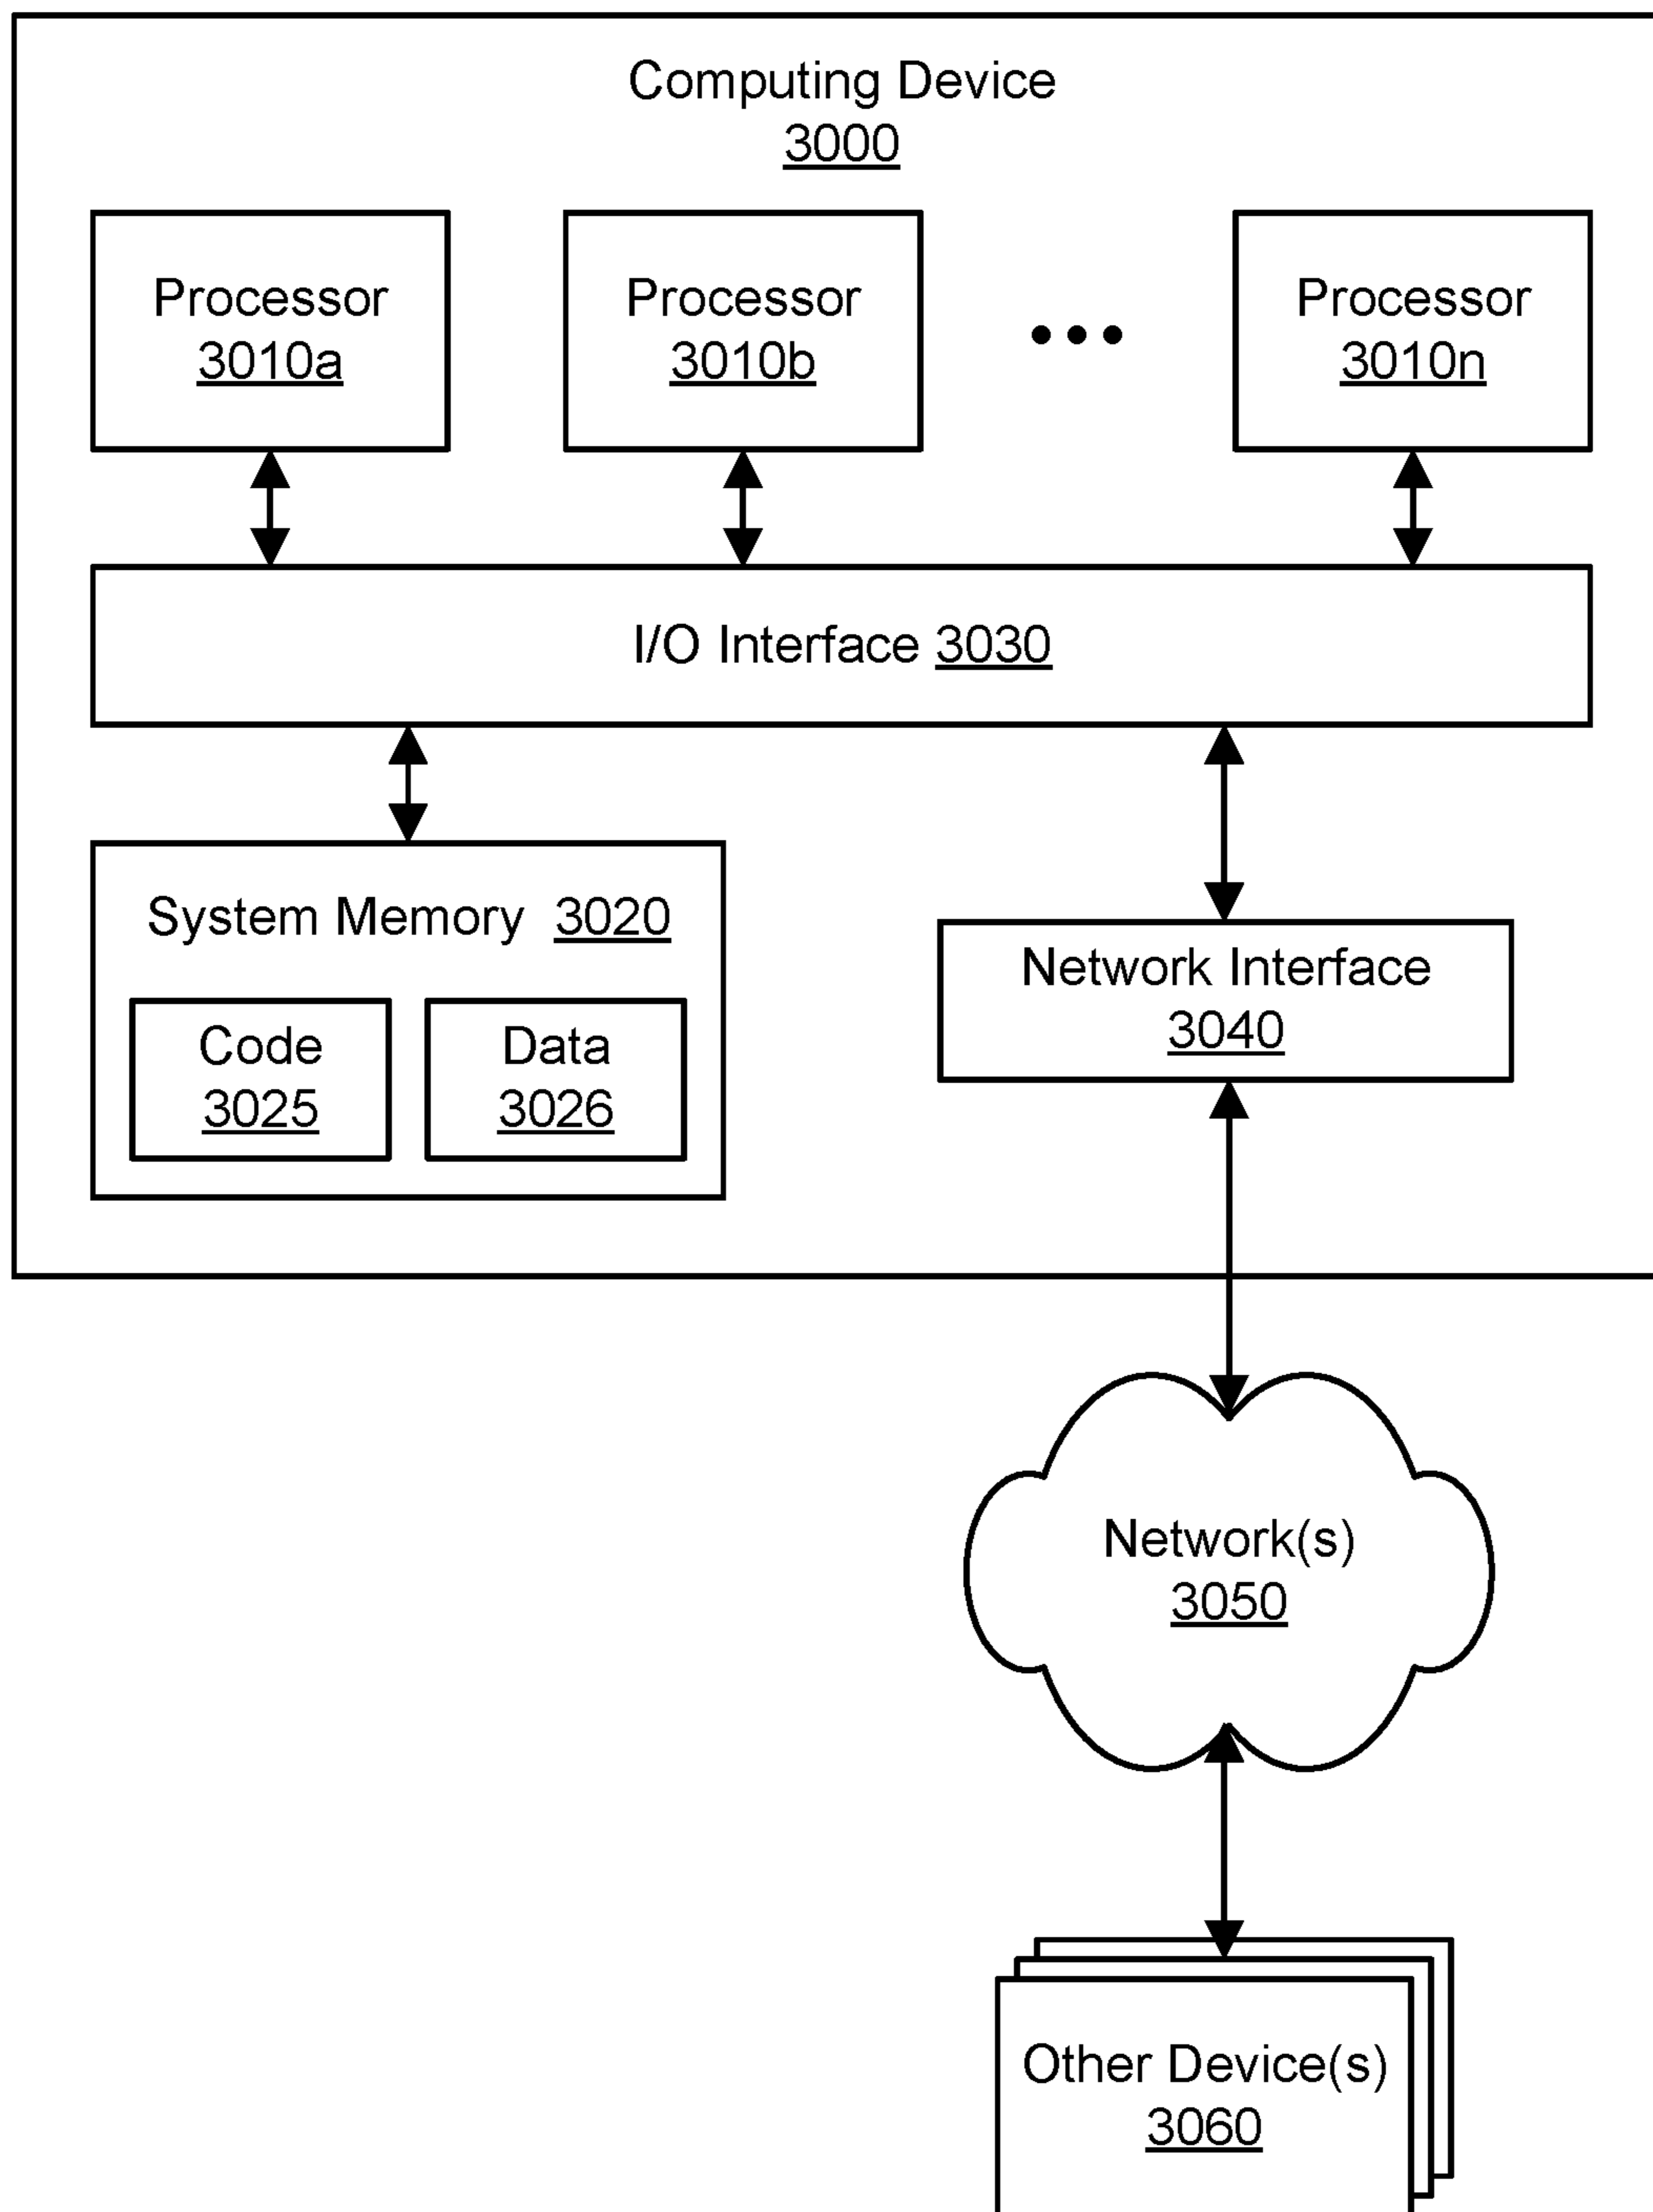 Computing Device
3000
Processor
3010a
Processor
3010b
Processor
3010n
I/O Interface 3030
System Memory 3020
Code
3025
Data
3026
Network Interface
3040
Network(s)
3050
Other Device(s)
3060